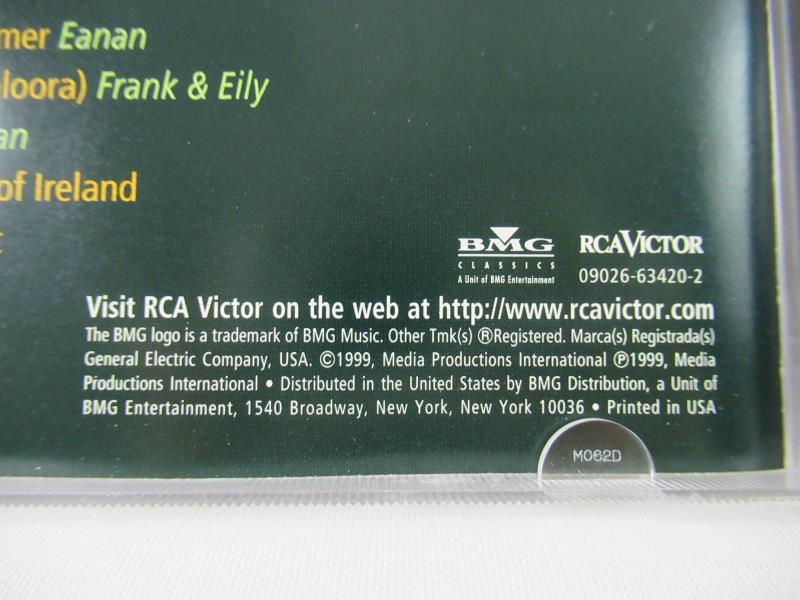 mer Eanan
loora) Frank & Eily
an
of Ireland
BMG
CLASSICS
A Unit of BMG Entertainment
RCA VICTOR
09026-63420-2
Visit RCA Victor on the web at http://www.rcavictor.com
The BMG logo is a trademark of BMG Music. Other Tmk(s) ®Registered. Marca(s) Registrada(s)
General Electric Company, USA. ©1999, Media Productions International ℗1999, Media
Productions International • Distributed in the United States by BMG Distribution, a Unit of
BMG Entertainment, 1540 Broadway, New York, New York 10036 • Printed in USA
M062D